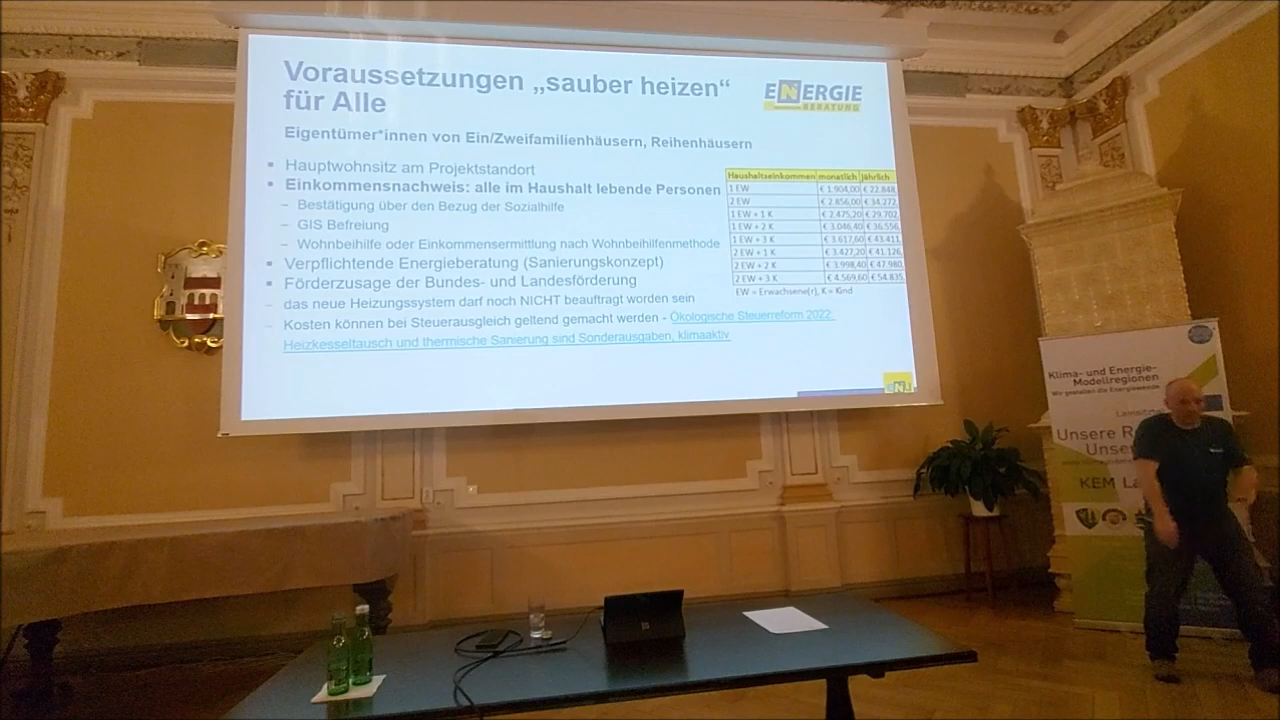 Voraussetzungen „sauber heizen“
für Alle
ENERGIE
BERATUNG
Eigentümer*innen von Ein/Zweifamilienhäusern, Reihenhäusern
▪ Hauptwohnsitz am Projektstandort
▪ Einkommensnachweis: alle im Haushalt lebende Personen
– Bestätigung über den Bezug der Sozialhilfe
– GIS Befreiung
– Wohnbeihilfe oder Einkommensermittlung nach Wohnbeihilfenmethode
▪ Verpflichtende Energieberatung (Sanierungskonzept)
▪ Förderzusage der Bundes- und Landesförderung
– das neue Heizungssystem darf noch NICHT beauftragt worden sein
– Kosten können bei Steuerausgleich geltend gemacht werden - Ökologische Steuerreform 2022:
Heizkesseltausch und thermische Sanierung sind Sonderausgaben, klimaaktiv
Haushaltseinkommen monatlich jährlich
1 EW € 1.904,00 € 22.848,
2 EW € 2.856,00 € 34.272,
1 EW + 1 K € 2.475,20 € 29.702,
1 EW + 2 K € 3.046,40 € 36.556,
1 EW + 3 K € 3.617,60 € 43.411,
2 EW + 1 K € 3.427,20 € 41.126,
2 EW + 2 K € 3.998,40 € 47.980,
2 EW + 3 K € 4.569,60 € 54.835,
EW = Erwachsene(r), K = Kind
Klima- und Energie-
Modellregionen
Wir gestalten die Energiewende
Unsere R
Unser
KEM La